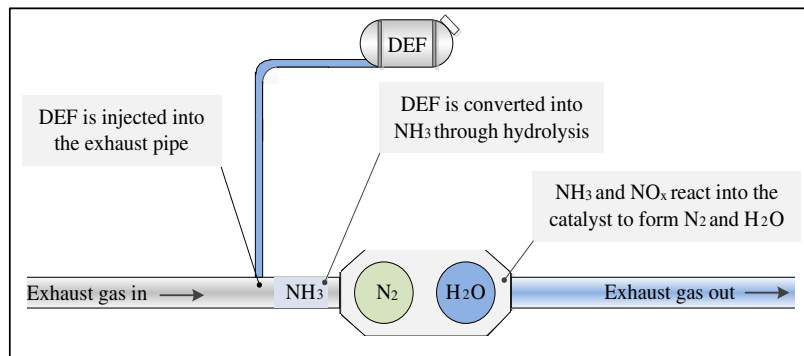 DEF
DEF is injected into
the exhaust pipe
DEF is converted into
NH₃ through hydrolysis
NH₃ and NOₓ react into the
catalyst to form N₂ and H₂O
Exhaust gas in
NH₃
N₂
H₂O
Exhaust gas out